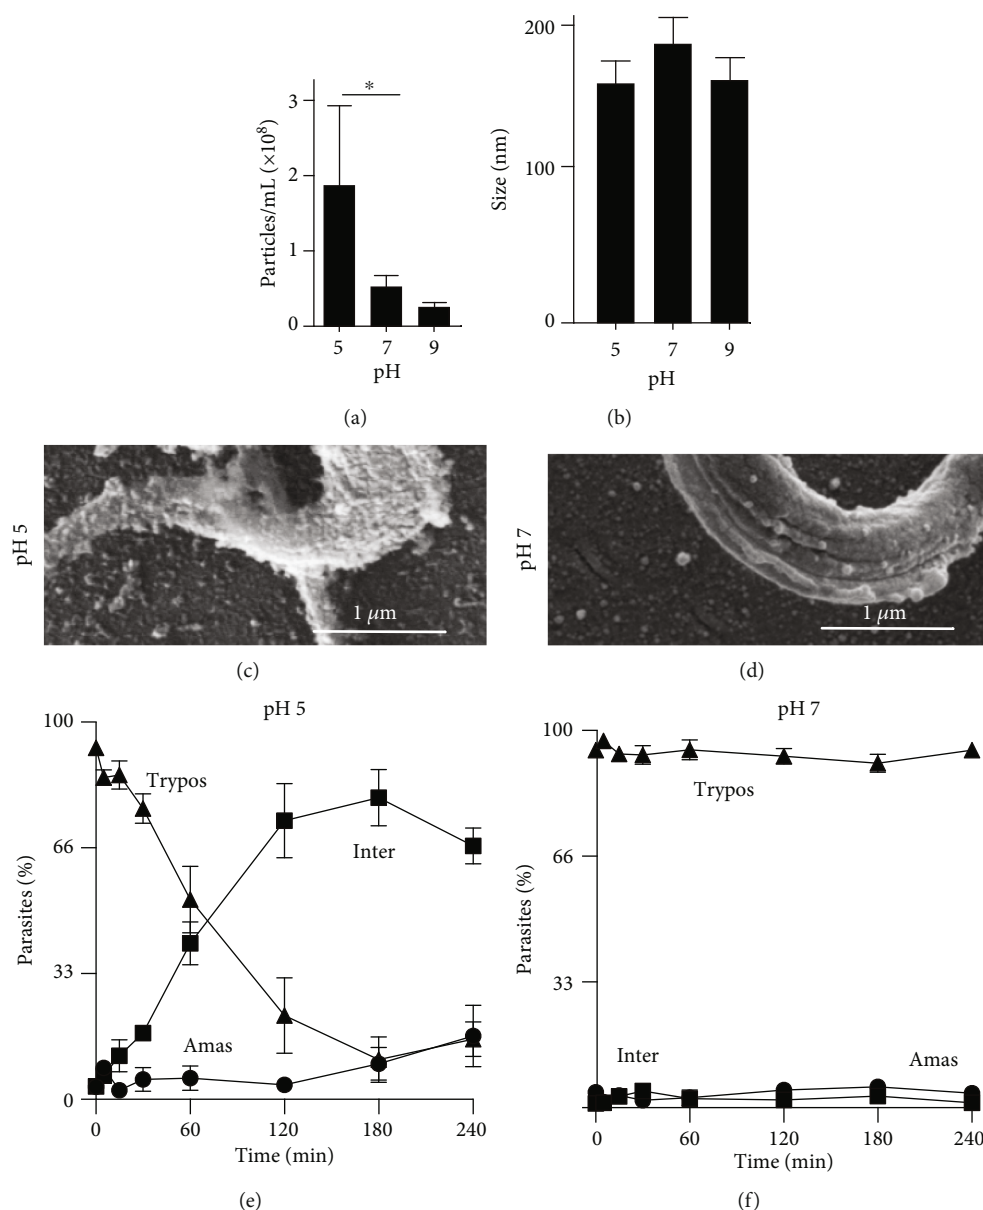 3
2
1
0
Particles/mL (×10⁸)
*
5 7 9
pH
(a)
200
100
0
Size (nm)
5 7 9
pH
(b)
pH 5
1 μm
(c)
pH 7
1 μm
(d)
pH 5
100
66
33
0
Parasites (%)
Trypos
Inter
Amas
0 60 120 180 240
Time (min)
(e)
pH 7
100
66
33
Parasites (%)
Trypos
Inter
Amas
0 60 120 180 240
Time (min)
(f)